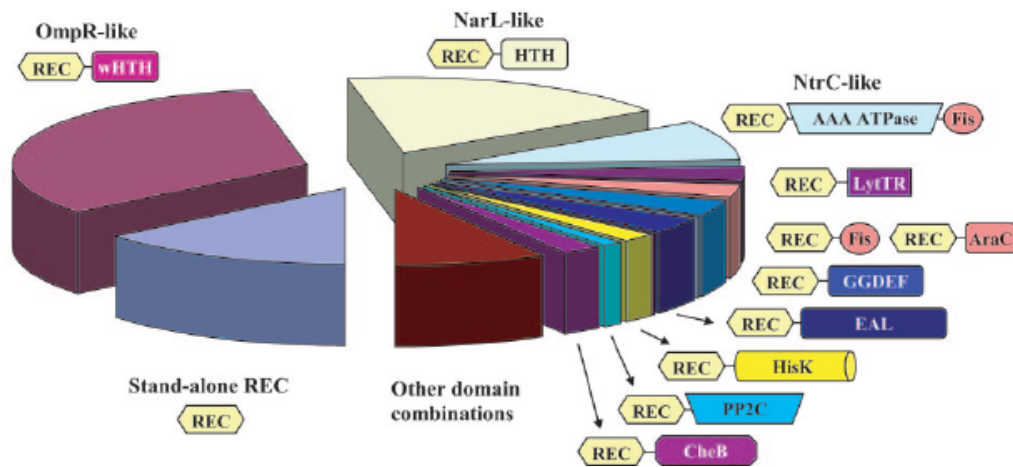 OmpR-like
REC wHTH
NarL-like
REC HTH
NtrC-like
REC AAA ATPase Fis
REC LytTR
REC Fis REC AraC
REC GGDEF
REC EAL
REC HisK
REC PP2C
REC CheB
Stand-alone REC
REC
Other domain
combinations